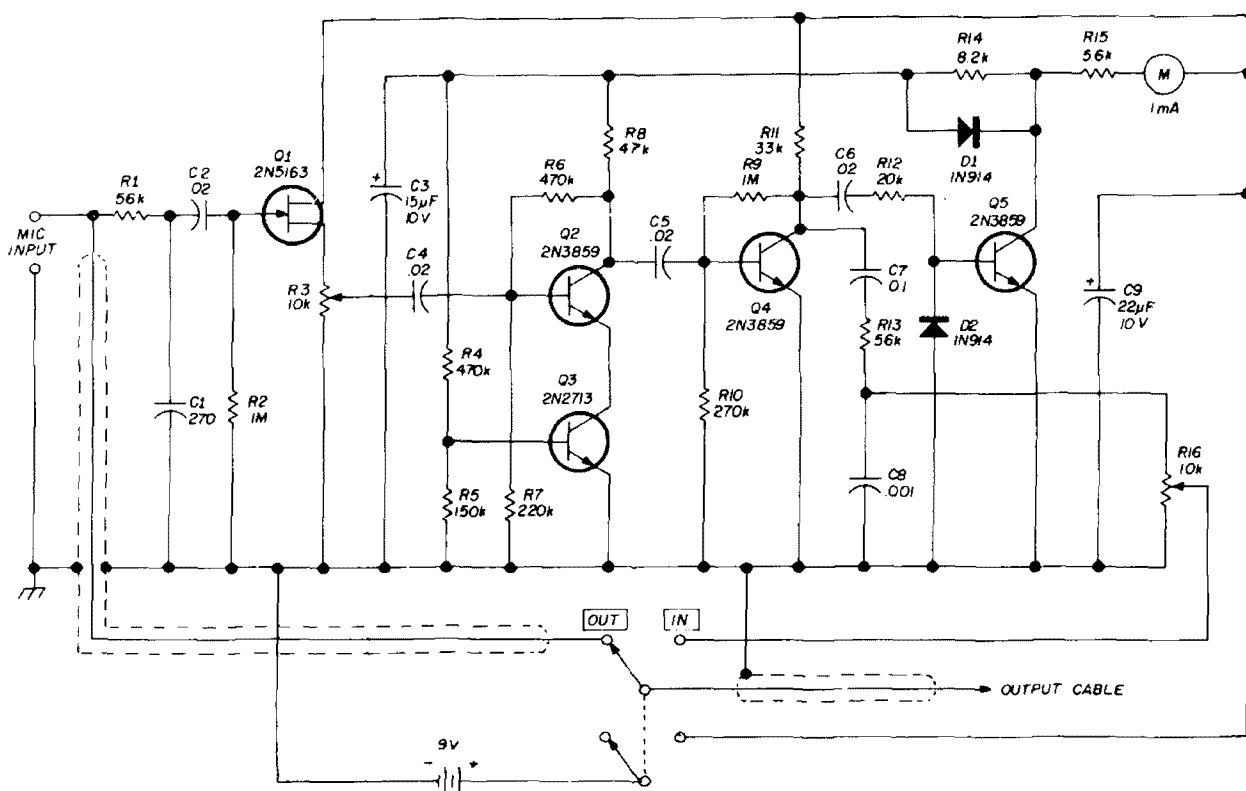 MIC
INPUT
R1
56k
C2
.02
Q1
2N5163
C1
270
R2
1M
R3
10k
C3
15µF
10V
C4
.02
R4
470k
R5
150k
R6
470k
R7
220k
R8
47k
Q2
2N3859
Q3
2N2713
C5
.02
R9
1M
R10
270k
R11
33k
Q4
2N3859
C6
.02
R12
20k
C7
.01
R13
56k
C8
.001
D2
1N914
R14
8.2k
D1
1N914
Q5
2N3859
R15
5.6k
M
1mA
C9
22µF
10V
R16
10k
OUT
IN
OUTPUT CABLE
9V
- +